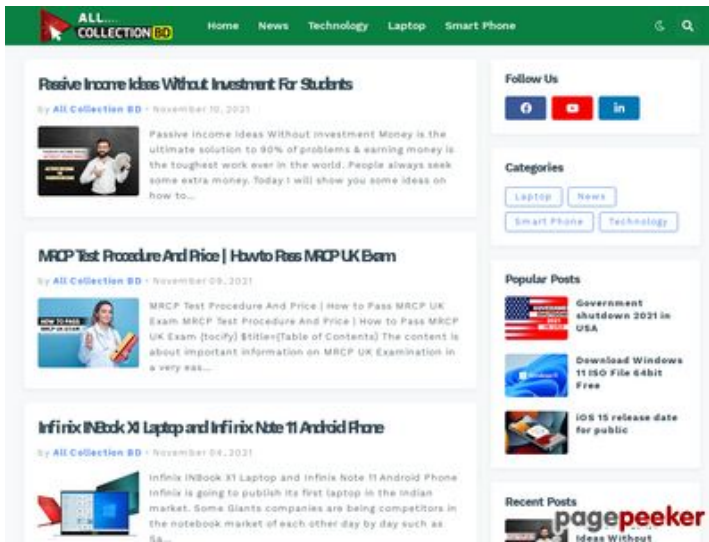 ALL....
COLLECTION BD
Home News Technology Laptop Smart Phone
Passive Income Ideas Without Investment For Students
by All Collection BD - November 10, 2021
Passive Income Ideas Without Investment Money is the
ultimate solution to 90% of problems & earning money is
the toughest work ever in the world. People always seek
some extra money. Today I will show you some ideas on
how to...
MRCP Test Procedure And Price | How to Pass MRCP UK Exam
by All Collection BD - November 09, 2021
HOW TO PASS
MRCP UK EXAM
MRCP Test Procedure And Price | How to Pass MRCP UK
Exam MRCP Test Procedure And Price | How to Pass MRCP
UK Exam (tocify) $title={Table of Contents} The content is
about important information on MRCP UK Examination in
a very eas...
Infinix INBook X1 Laptop and Infinix Note 11 Android Phone
by All Collection BD - November 04, 2021
Infinix INBook X1 Laptop and Infinix Note 11 Android Phone
Infinix is going to publish its first laptop in the Indian
market. Some Giants companies are being competitors in
the notebook market of each other day by day such as
Sa...
Follow Us
in
Categories
Laptop News
Smart Phone Technology
Popular Posts
Government
shutdown 2021 in
USA
Download Windows
11 ISO File 64bit
Free
iOS 15 release date
for public
Recent Posts
Ideas Without
pagepeeker